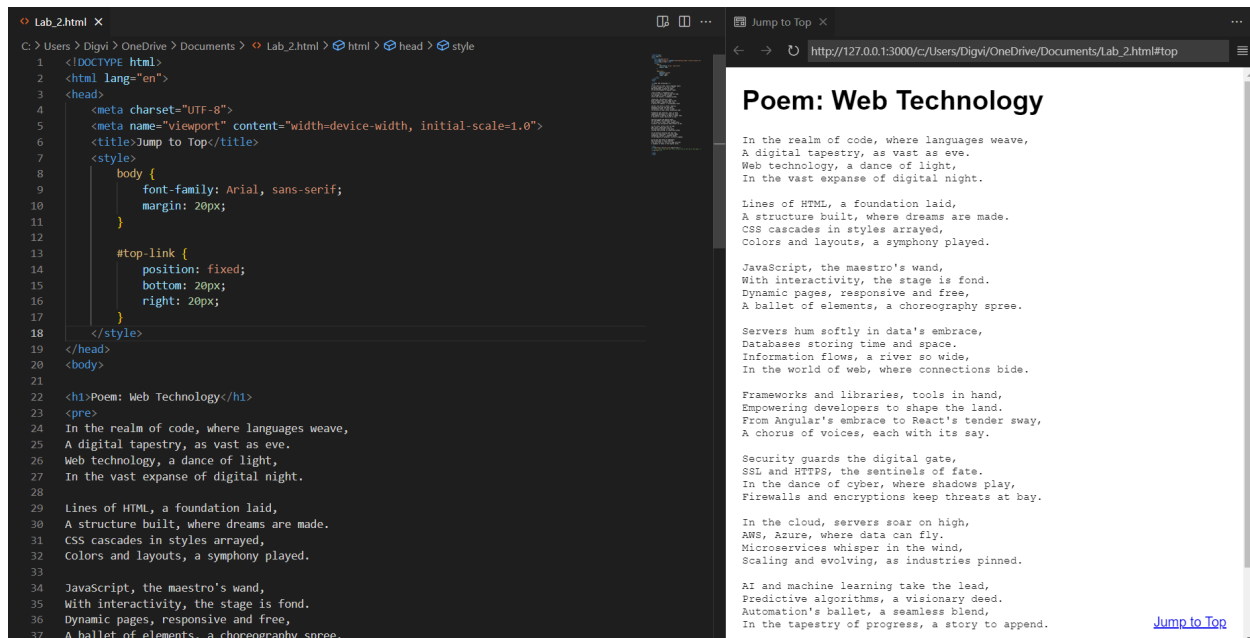 Lab_2.html
C: > Users > Digvi > OneDrive > Documents > Lab_2.html > html > head > style
1 <!DOCTYPE html>
2 <html lang="en">
3 <head>
4 <meta charset="UTF-8">
5 <meta name="viewport" content="width=device-width, initial-scale=1.0">
6 <title>Jump to Top</title>
7 <style>
8 body {
9 font-family: Arial, sans-serif;
10 margin: 20px;
11 }
12
13 #top-link {
14 position: fixed;
15 bottom: 20px;
16 right: 20px;
17 }
18 </style>
19 </head>
20 <body>
21
22 <h1>Poem: Web Technology</h1>
23 <pre>
24 In the realm of code, where languages weave,
25 A digital tapestry, as vast as eve.
26 Web technology, a dance of light,
27 In the vast expanse of digital night.
28
29 Lines of HTML, a foundation laid,
30 A structure built, where dreams are made.
31 CSS cascades in styles arrayed,
32 Colors and layouts, a symphony played.
33
34 JavaScript, the maestro's wand,
35 With interactivity, the stage is fond.
36 Dynamic pages, responsive and free,
37 A ballet of elements, a choreography spree.
Jump to Top
http://127.0.0.1:3000/c:/Users/Digvi/OneDrive/Documents/Lab_2.html#top
Poem: Web Technology
In the realm of code, where languages weave,
A digital tapestry, as vast as eve.
Web technology, a dance of light,
In the vast expanse of digital night.
Lines of HTML, a foundation laid,
A structure built, where dreams are made.
CSS cascades in styles arrayed,
Colors and layouts, a symphony played.
JavaScript, the maestro's wand,
With interactivity, the stage is fond.
Dynamic pages, responsive and free,
A ballet of elements, a choreography spree.
Servers hum softly in data's embrace,
Databases storing time and space.
Information flows, a river so wide,
In the world of web, where connections bide.
Frameworks and libraries, tools in hand,
Empowering developers to shape the land.
From Angular's embrace to React's tender sway,
A chorus of voices, each with its say.
Security guards the digital gate,
SSL and HTTPS, the sentinels of fate.
In the dance of cyber, where shadows play,
Firewalls and encryptions keep threats at bay.
In the cloud, servers soar on high,
AWS, Azure, where data can fly.
Microservices whisper in the wind,
Scaling and evolving, as industries pinned.
AI and machine learning take the lead,
Predictive algorithms, a visionary deed.
Automation's ballet, a seamless blend,
In the tapestry of progress, a story to append.
Jump to Top